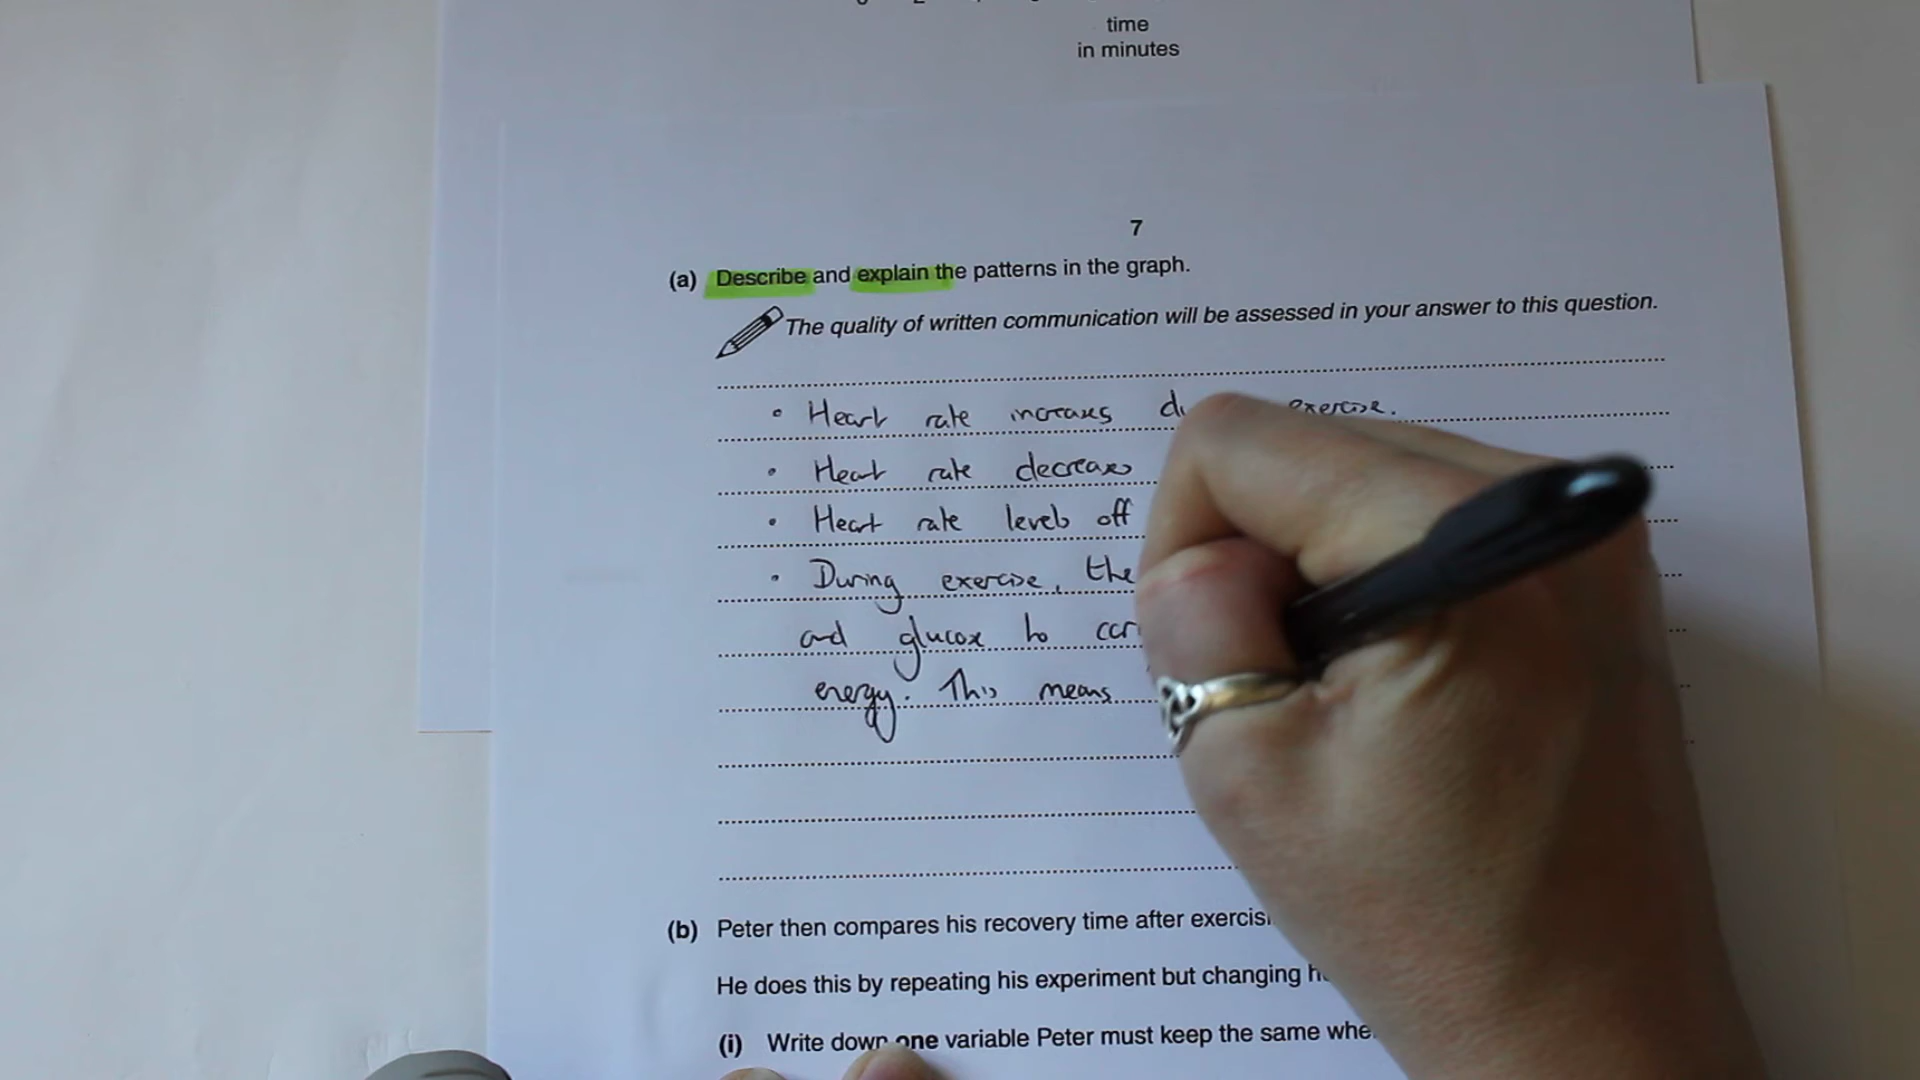 time
in minutes
7
(a) Describe and explain the patterns in the graph.
The quality of written communication will be assessed in your answer to this question.
• Heart rate increases exercise.
• Heart rate decreases
• Heart rate levels off
• During exercise, the
and glucose to
energy. This means
(b) Peter then compares his recovery time after
He does this by repeating his experiment but changing
(i) Write down one variable Peter must keep the same